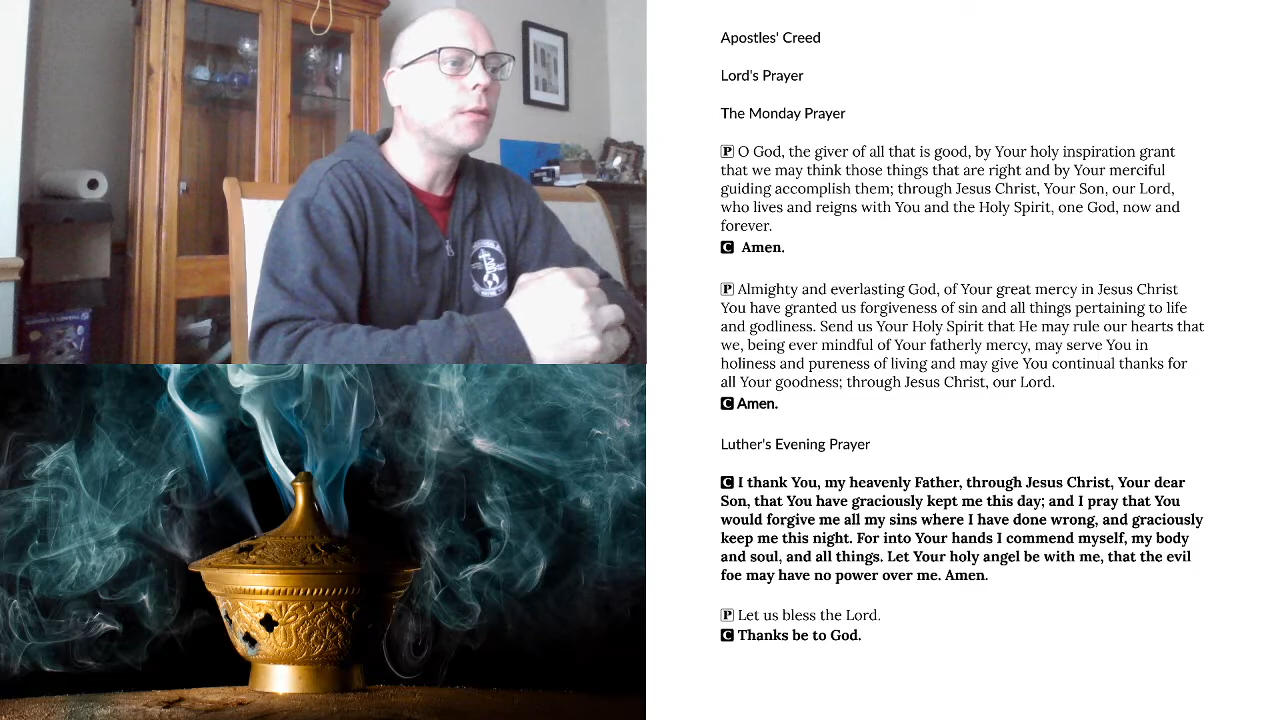 Apostles' Creed
Lord's Prayer
The Monday Prayer
P O God, the giver of all that is good, by Your holy inspiration grant
that we may think those things that are right and by Your merciful
guiding accomplish them; through Jesus Christ, Your Son, our Lord,
who lives and reigns with You and the Holy Spirit, one God, now and
forever.
C Amen.
P Almighty and everlasting God, of Your great mercy in Jesus Christ
You have granted us forgiveness of sin and all things pertaining to life
and godliness. Send us Your Holy Spirit that He may rule our hearts that
we, being ever mindful of Your fatherly mercy, may serve You in
holiness and pureness of living and may give You continual thanks for
all Your goodness; through Jesus Christ, our Lord.
C Amen.
Luther's Evening Prayer
C I thank You, my heavenly Father, through Jesus Christ, Your dear
Son, that You have graciously kept me this day; and I pray that You
would forgive me all my sins where I have done wrong, and graciously
keep me this night. For into Your hands I commend myself, my body
and soul, and all things. Let Your holy angel be with me, that the evil
foe may have no power over me. Amen.
P Let us bless the Lord.
C Thanks be to God.